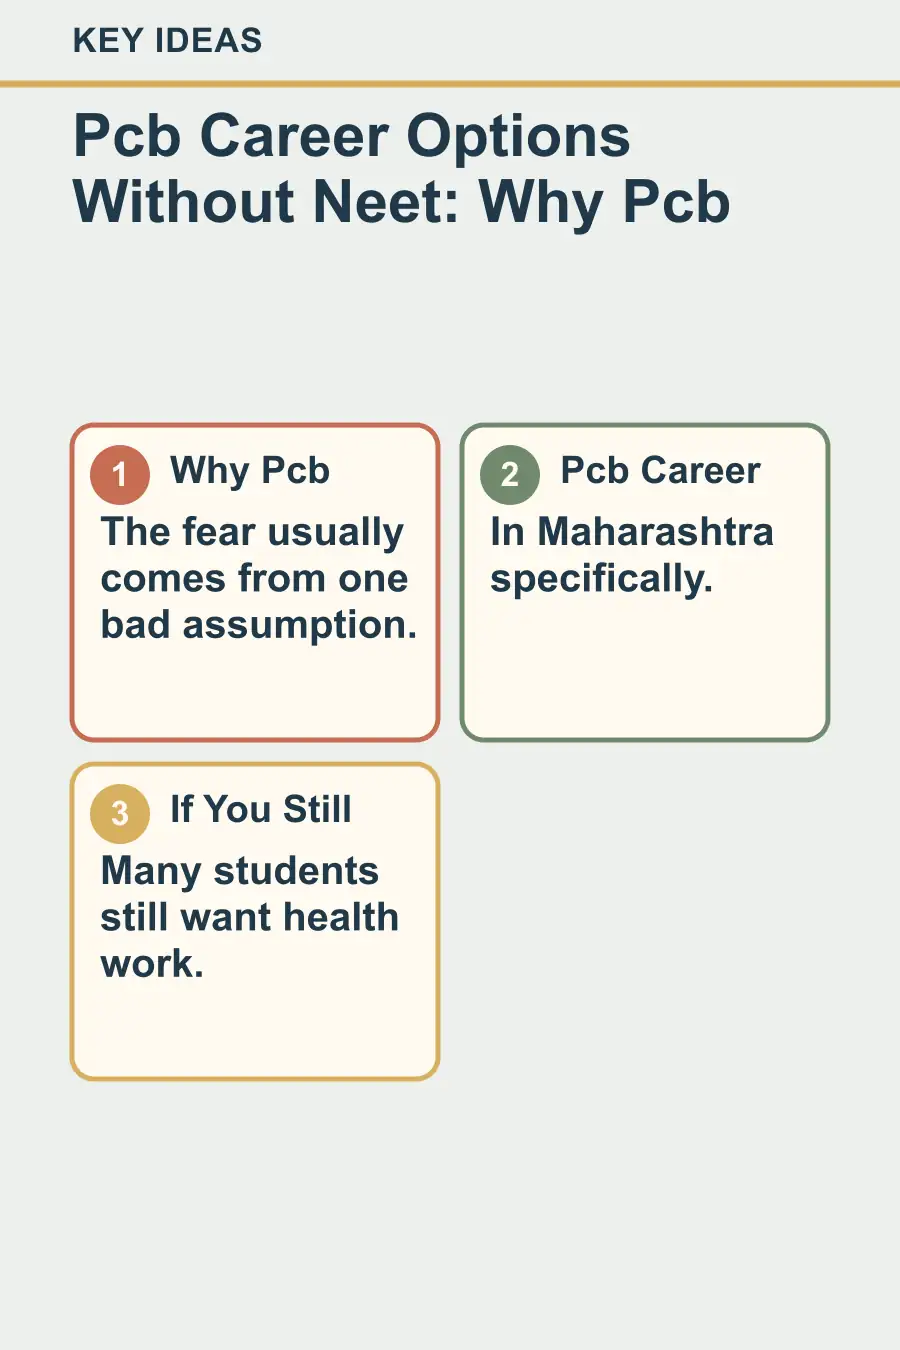 KEY IDEAS
Pcb Career Options
Without Neet: Why Pcb
1 Why Pcb
The fear usually
comes from one
bad assumption.
2 Pcb Career
In Maharashtra
specifically.
3 If You Still
Many students
still want health
work.